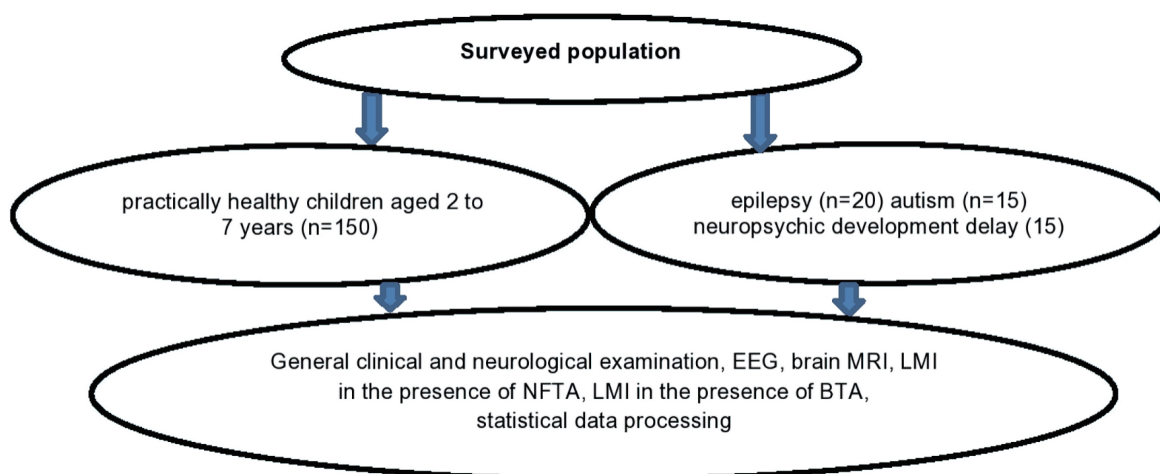 Surveyed population
practically healthy children aged 2 to
7 years (n=150)
epilepsy (n=20) autism (n=15)
neuropsychic development delay (15)
General clinical and neurological examination, EEG, brain MRI, LMI
in the presence of NFTA, LMI in the presence of BTA,
statistical data processing